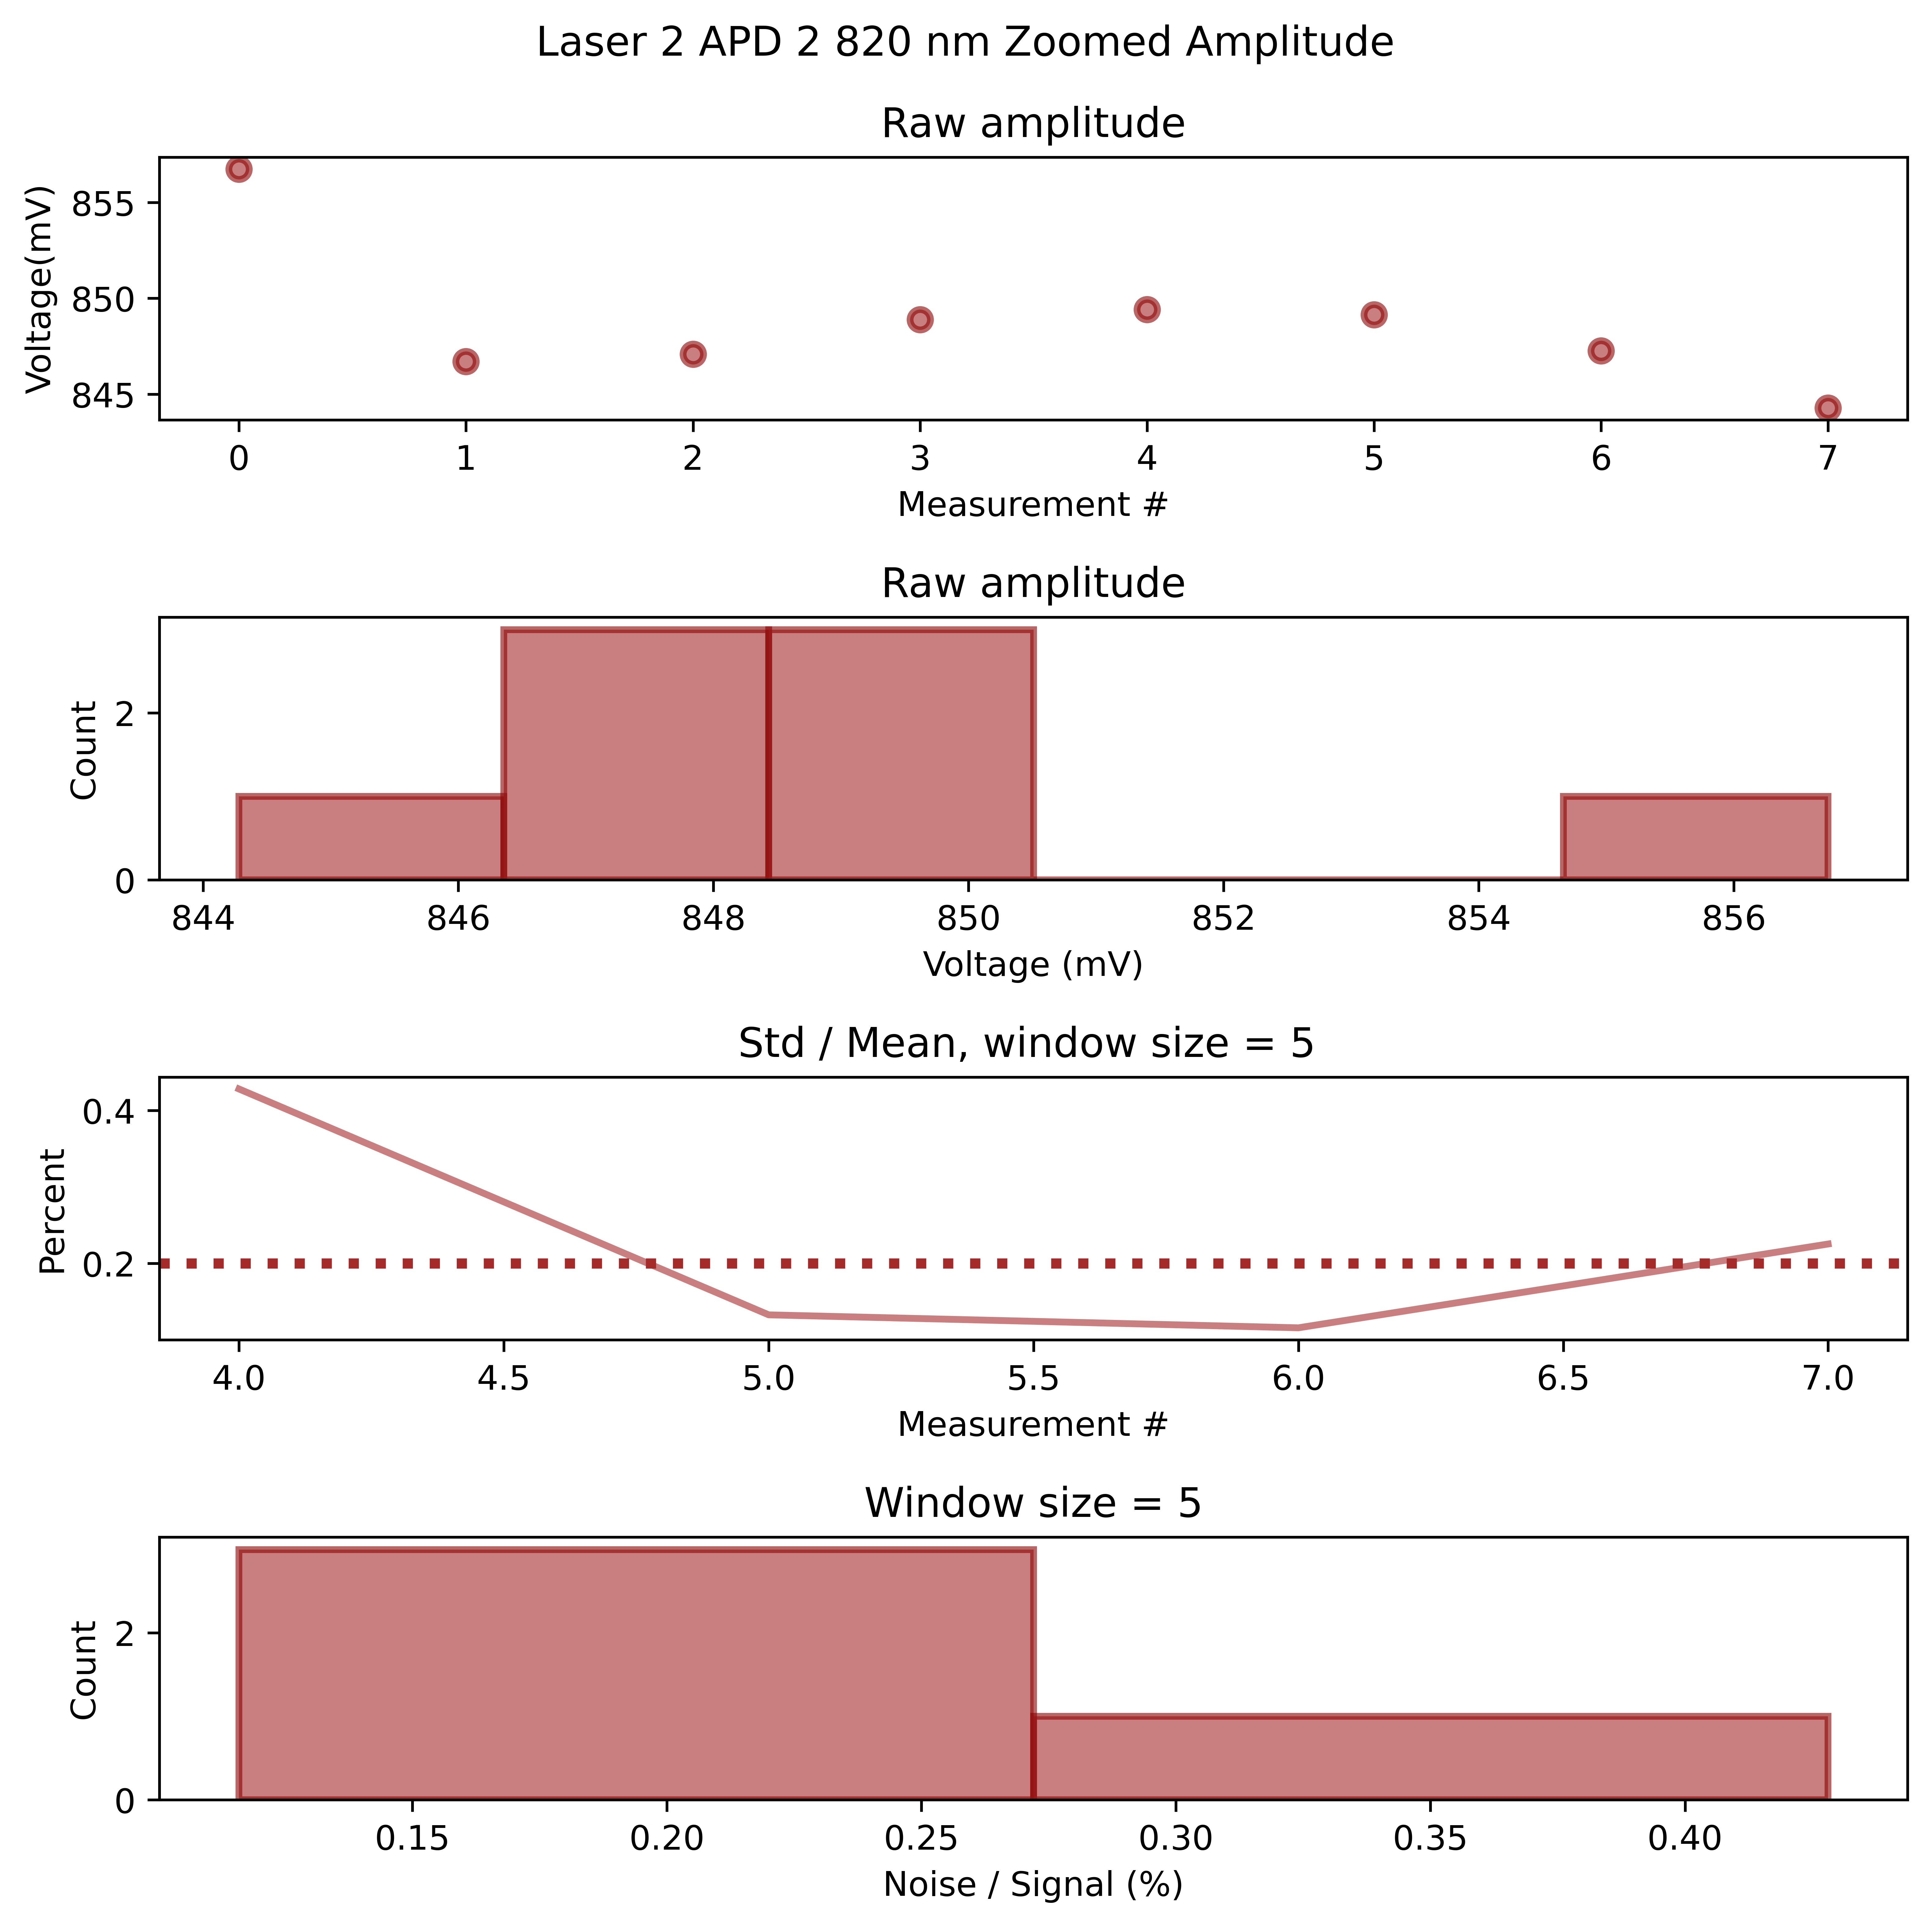 Laser 2 APD 2 820 nm Zoomed Amplitude
Raw amplitude
Voltage(mV)
855
850
845
0 1 2 3 4 5 6 7
Measurement #
Raw amplitude
Count
2
0
844 846 848 850 852 854 856
Voltage (mV)
Std / Mean, window size = 5
Percent
0.4
0.2
4.0 4.5 5.0 5.5 6.0 6.5 7.0
Measurement #
Window size = 5
Count
2
0
0.15 0.20 0.25 0.30 0.35 0.40
Noise / Signal (%)